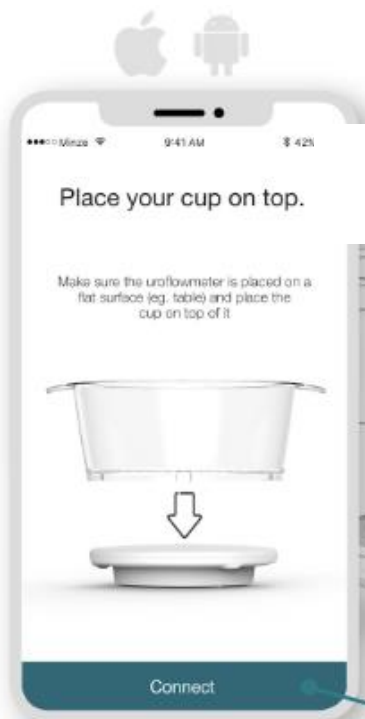 Minze 9:41 AM 42%
Place your cup on top.
Make sure the uroflowmeter is placed on a
flat surface (eg. table) and place the
cup on top of it
Connect